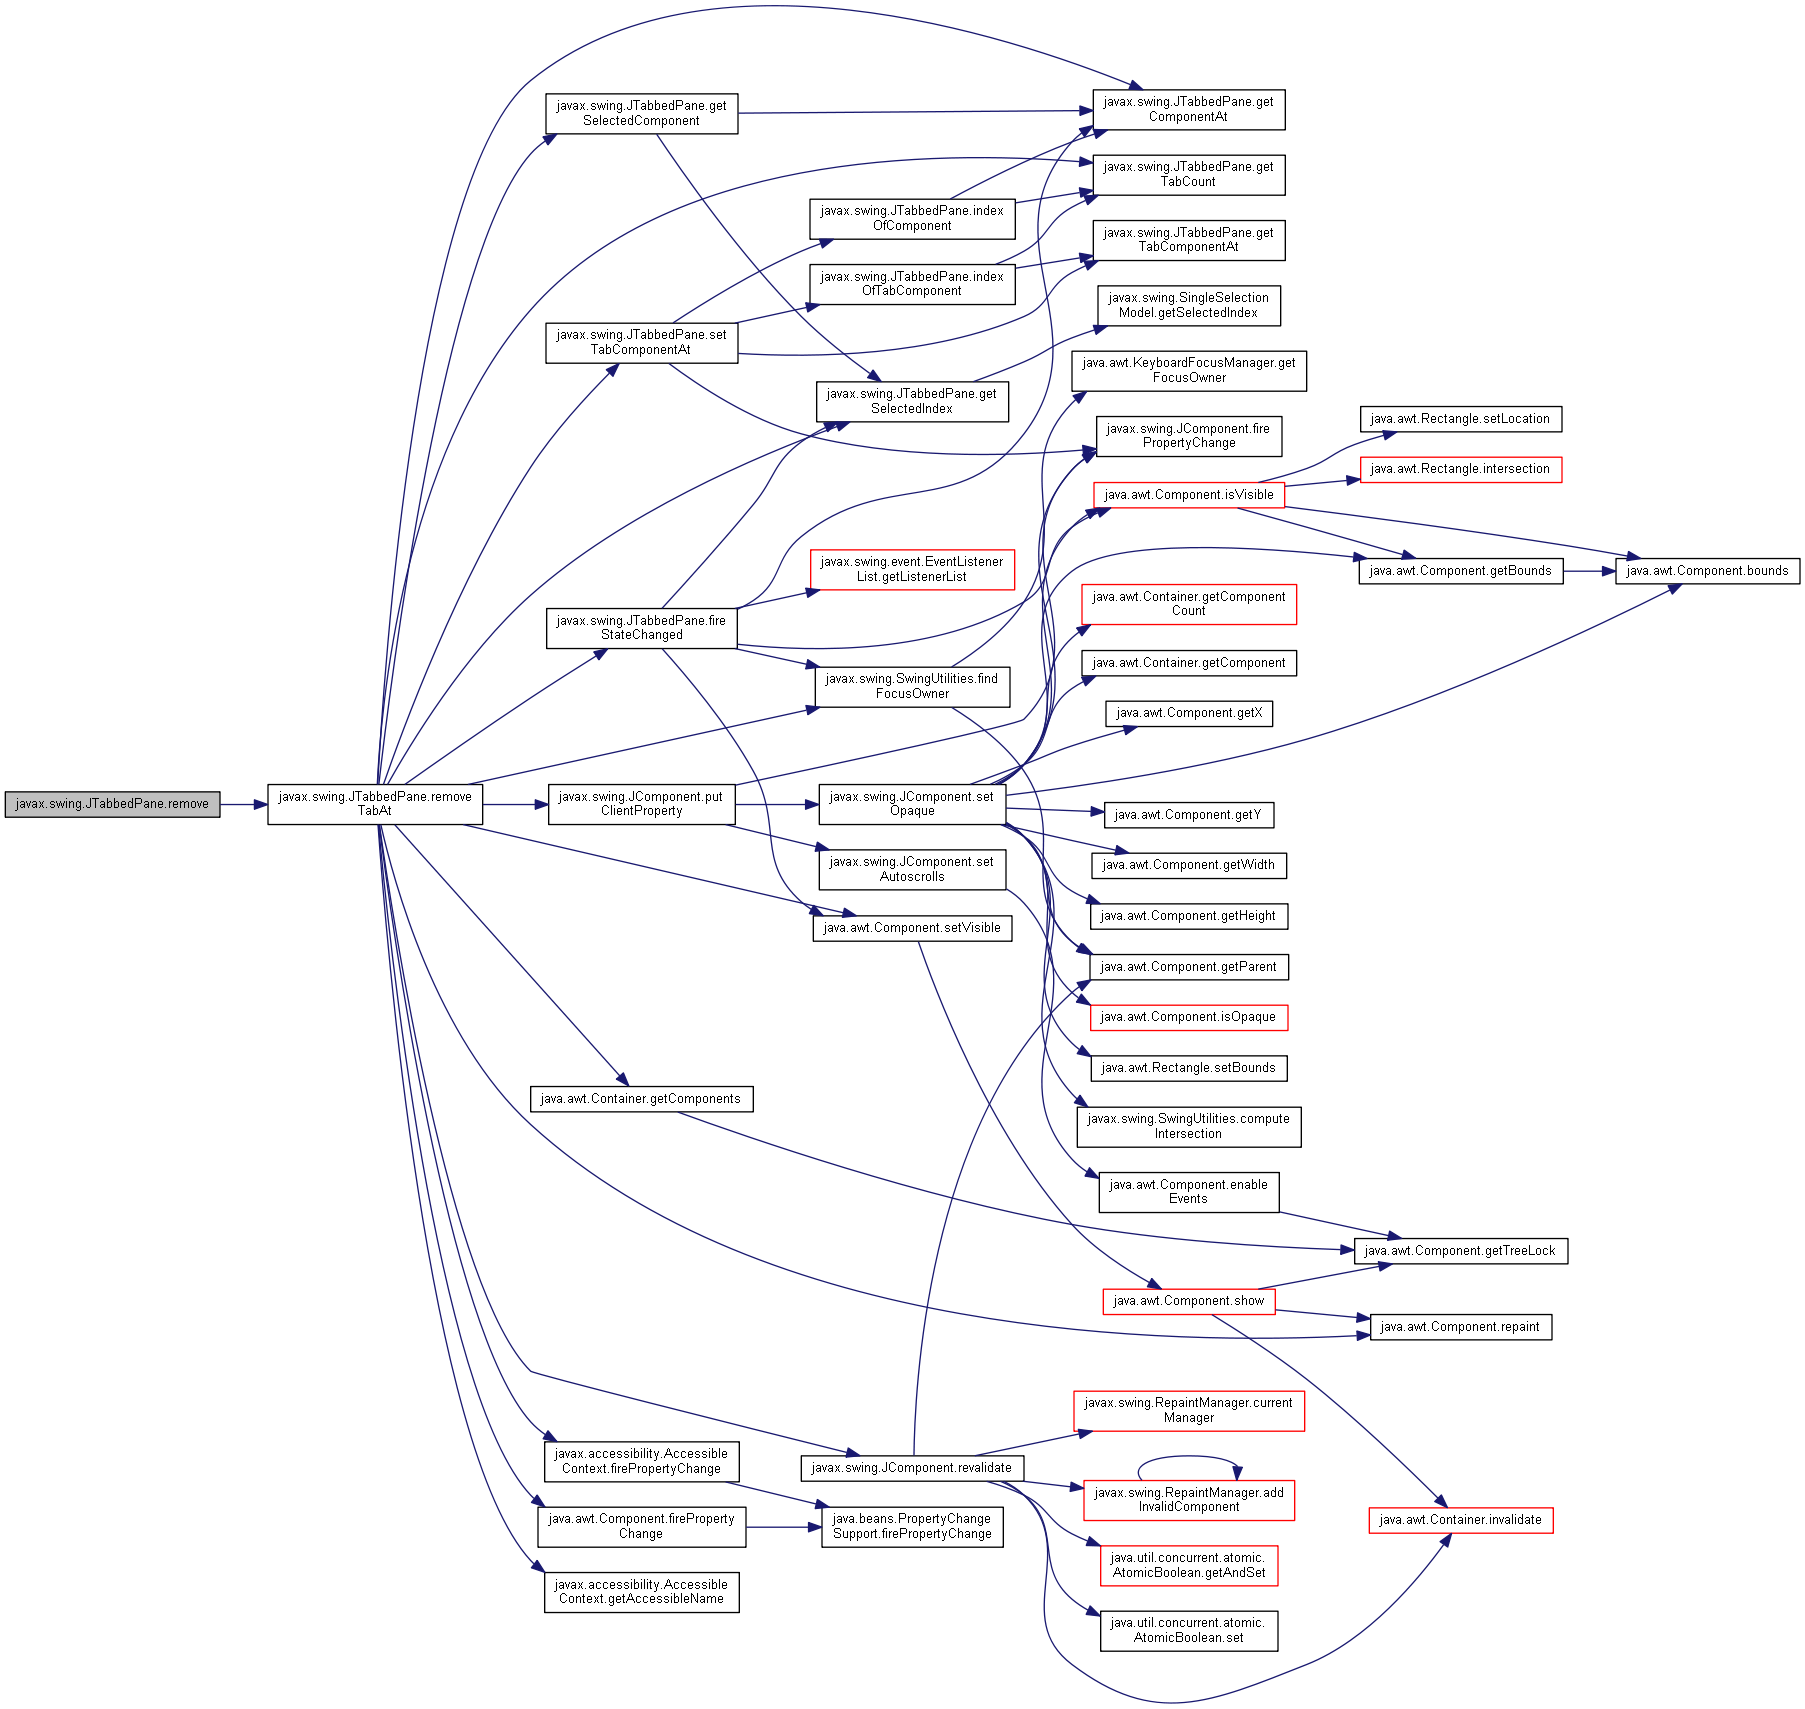 javax.swing.JTabbedPane.remove
javax.swing.JTabbedPane.remove
TabAt
javax.swing.JTabbedPane.get
SelectedComponent
javax.swing.JTabbedPane.set
TabComponentAt
javax.swing.JTabbedPane.fire
StateChanged
javax.swing.JComponent.put
ClientProperty
java.awt.Container.getComponents
javax.accessibility.Accessible
Context.firePropertyChange
java.awt.Component.fireProperty
Change
javax.accessibility.Accessible
Context.getAccessibleName
javax.swing.JTabbedPane.index
OfComponent
javax.swing.JTabbedPane.index
OfTabComponent
javax.swing.JTabbedPane.get
SelectedIndex
javax.swing.event.EventListener
List.getListenerList
javax.swing.SwingUtilities.find
FocusOwner
javax.swing.JComponent.set
Opaque
javax.swing.JComponent.set
Autoscrolls
java.awt.Component.setVisible
javax.swing.JComponent.revalidate
java.beans.PropertyChange
Support.firePropertyChange
javax.swing.JTabbedPane.get
ComponentAt
javax.swing.JTabbedPane.get
TabCount
javax.swing.JTabbedPane.get
TabComponentAt
javax.swing.SingleSelection
Model.getSelectedIndex
java.awt.KeyboardFocusManager.get
FocusOwner
javax.swing.JComponent.fire
PropertyChange
java.awt.Component.isVisible
java.awt.Container.getComponent
Count
java.awt.Container.getComponent
java.awt.Component.getX
java.awt.Component.getY
java.awt.Component.getWidth
java.awt.Component.getHeight
java.awt.Component.getParent
java.awt.Component.isOpaque
java.awt.Rectangle.setBounds
javax.swing.SwingUtilities.compute
Intersection
java.awt.Component.enable
Events
java.awt.Component.show
javax.swing.RepaintManager.current
Manager
javax.swing.RepaintManager.add
InvalidComponent
java.util.concurrent.atomic.
AtomicBoolean.getAndSet
java.util.concurrent.atomic.
AtomicBoolean.set
java.awt.Rectangle.setLocation
java.awt.Rectangle.intersection
java.awt.Component.getBounds
java.awt.Component.getTreeLock
java.awt.Component.repaint
java.awt.Container.invalidate
java.awt.Component.bounds